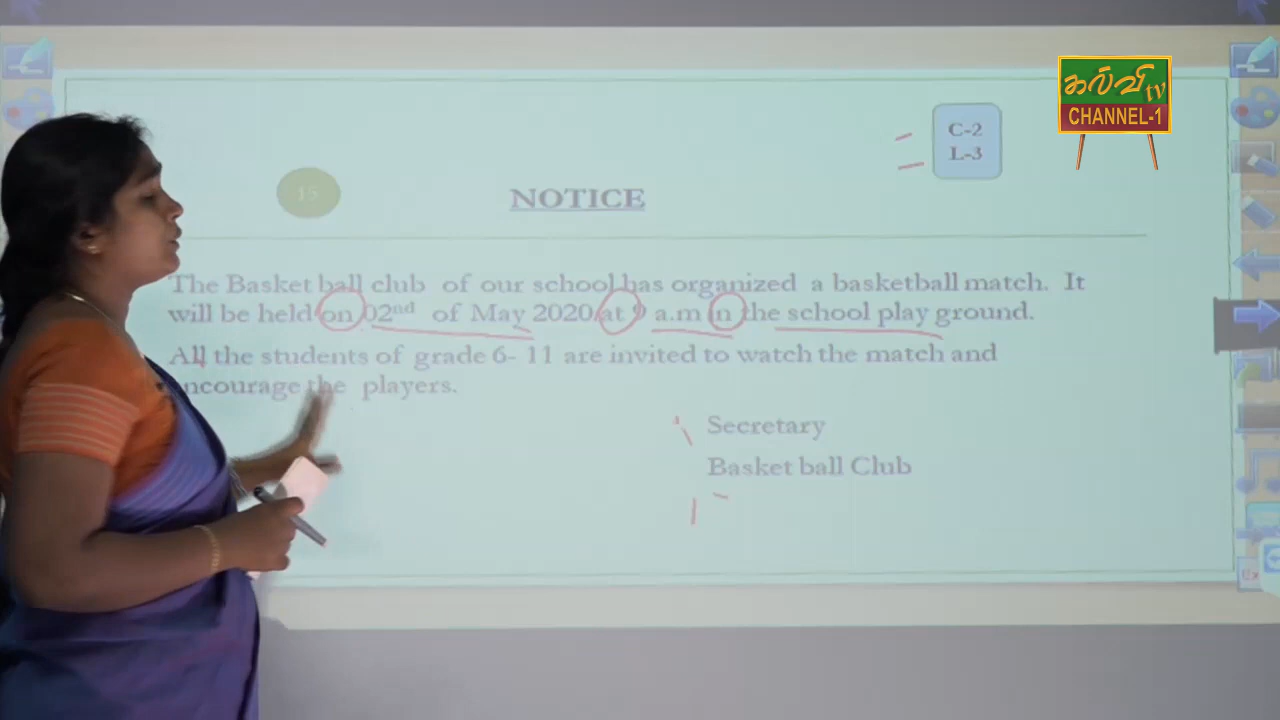 கல்வி tv
CHANNEL-1
C-2
L-3
15
NOTICE
The Basket ball club of our school has organized a basketball match. It
will be held on 02nd of May 2020 at 9 a.m in the school play ground.
All the students of grade 6- 11 are invited to watch the match and
encourage the players.
Secretary
Basket ball Club
Ex